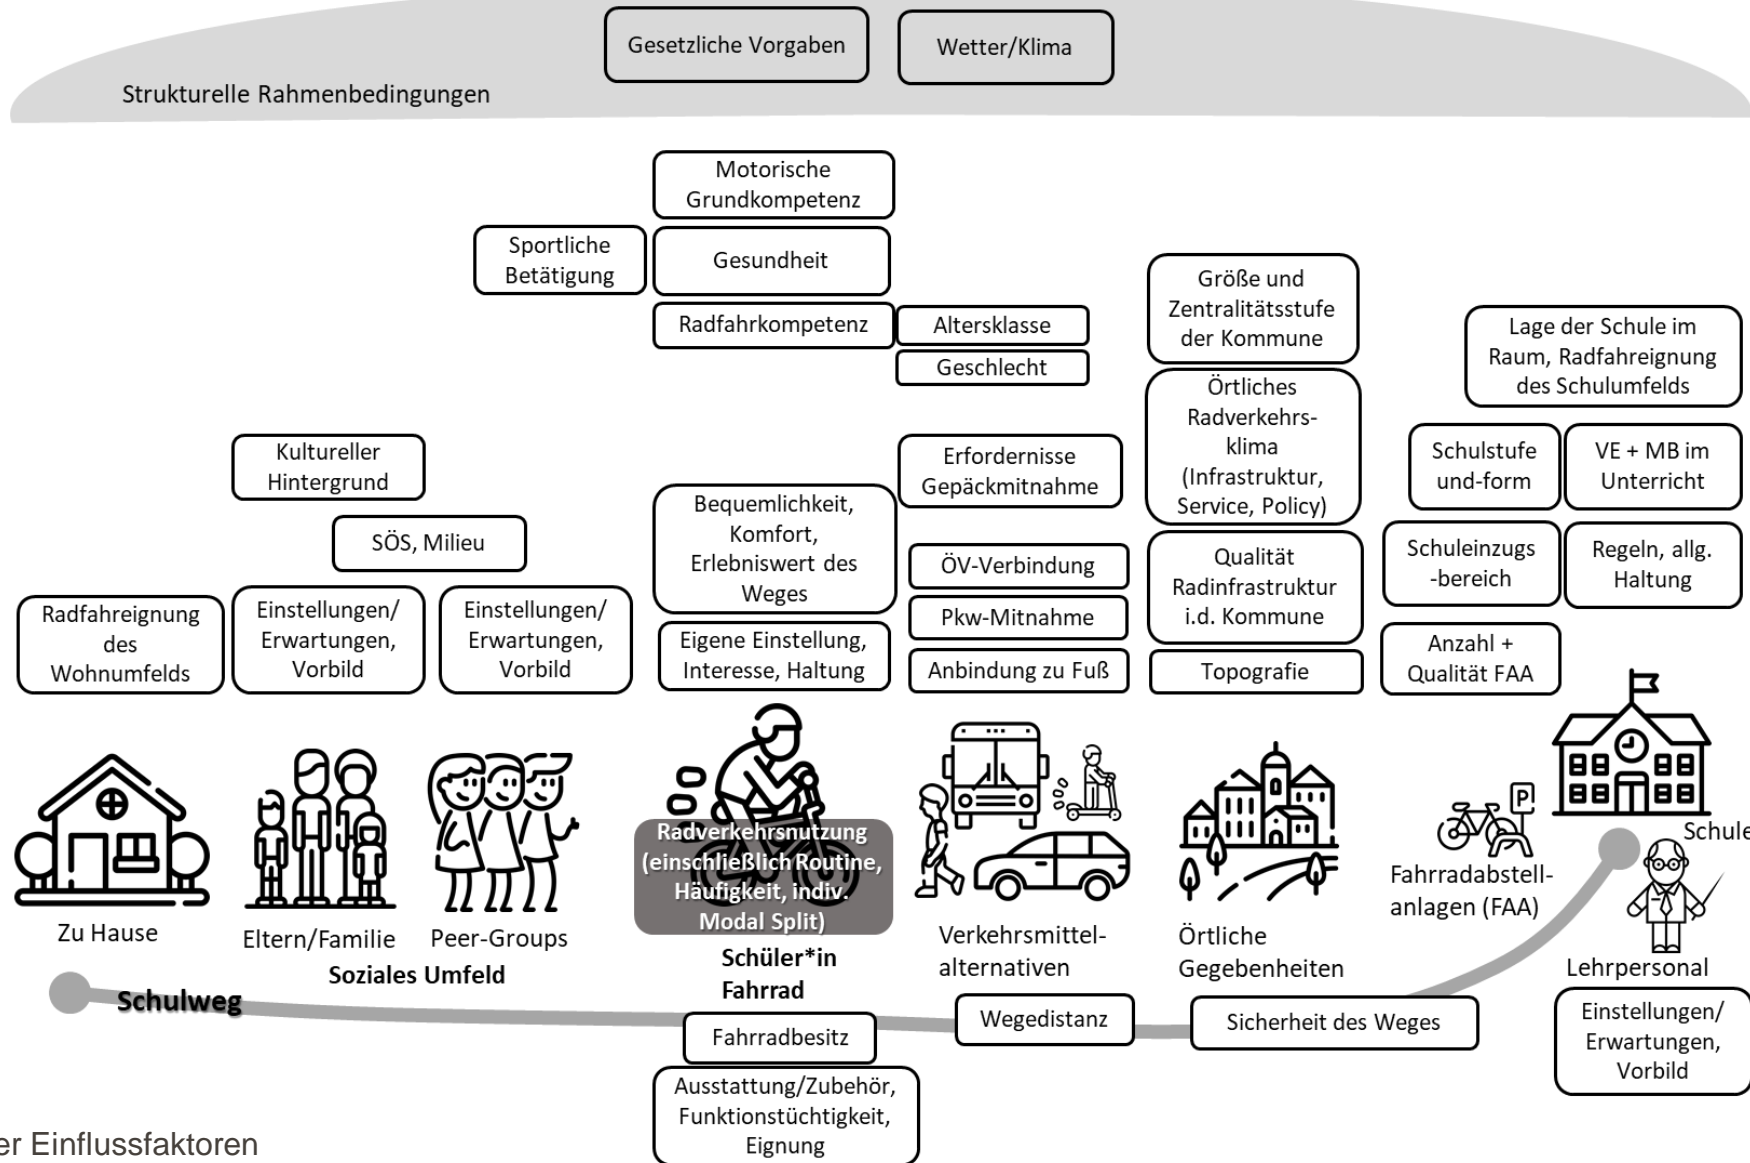 Gesetzliche Vorgaben
Wetter/Klima
Strukturelle Rahmenbedingungen
Motorische
Grundkompetenz
Sportliche
Betätigung
Gesundheit
Radfahrkompetenz
Altersklasse
Geschlecht
Größe und
Zentralitätsstufe
der Kommune
Lage der Schule im
Raum, Radfahreignung
des Schulumfelds
Örtliches
Radverkehrs-
klima
(Infrastruktur,
Service, Policy)
Kultureller
Hintergrund
SÖS, Milieu
Bequemlichkeit,
Komfort,
Erlebniswert des
Weges
Erfordernisse
Gepäckmitnahme
Schulstufe
und-form
VE + MB im
Unterricht
ÖV-Verbindung
Qualität
Radinfrastruktur
i.d. Kommune
Schuleinzugs
-bereich
Regeln, allg.
Haltung
Radfahreignung
des
Wohnumfelds
Einstellungen/
Erwartungen,
Vorbild
Einstellungen/
Erwartungen,
Vorbild
Eigene Einstellung,
Interesse, Haltung
Pkw-Mitnahme
Anbindung zu Fuß
Topografie
Anzahl +
Qualität FAA
P
Radverkehrsnutzung
(einschließlich Routine,
Häufigkeit, indiv.
Modal Split)
Schule
Fahrradabstell-
anlagen (FAA)
Zu Hause
Eltern/Familie
Peer-Groups
Soziales Umfeld
Schüler*in
Fahrrad
Verkehrsmittel-
alternativen
Örtliche
Gegebenheiten
Lehrpersonal
Schulweg
Fahrradbesitz
Wegedistanz
Sicherheit des Weges
Einstellungen/
Erwartungen,
Vorbild
Ausstattung/Zubehör,
Funktionstüchtigkeit,
Eignung
er Einflussfaktoren